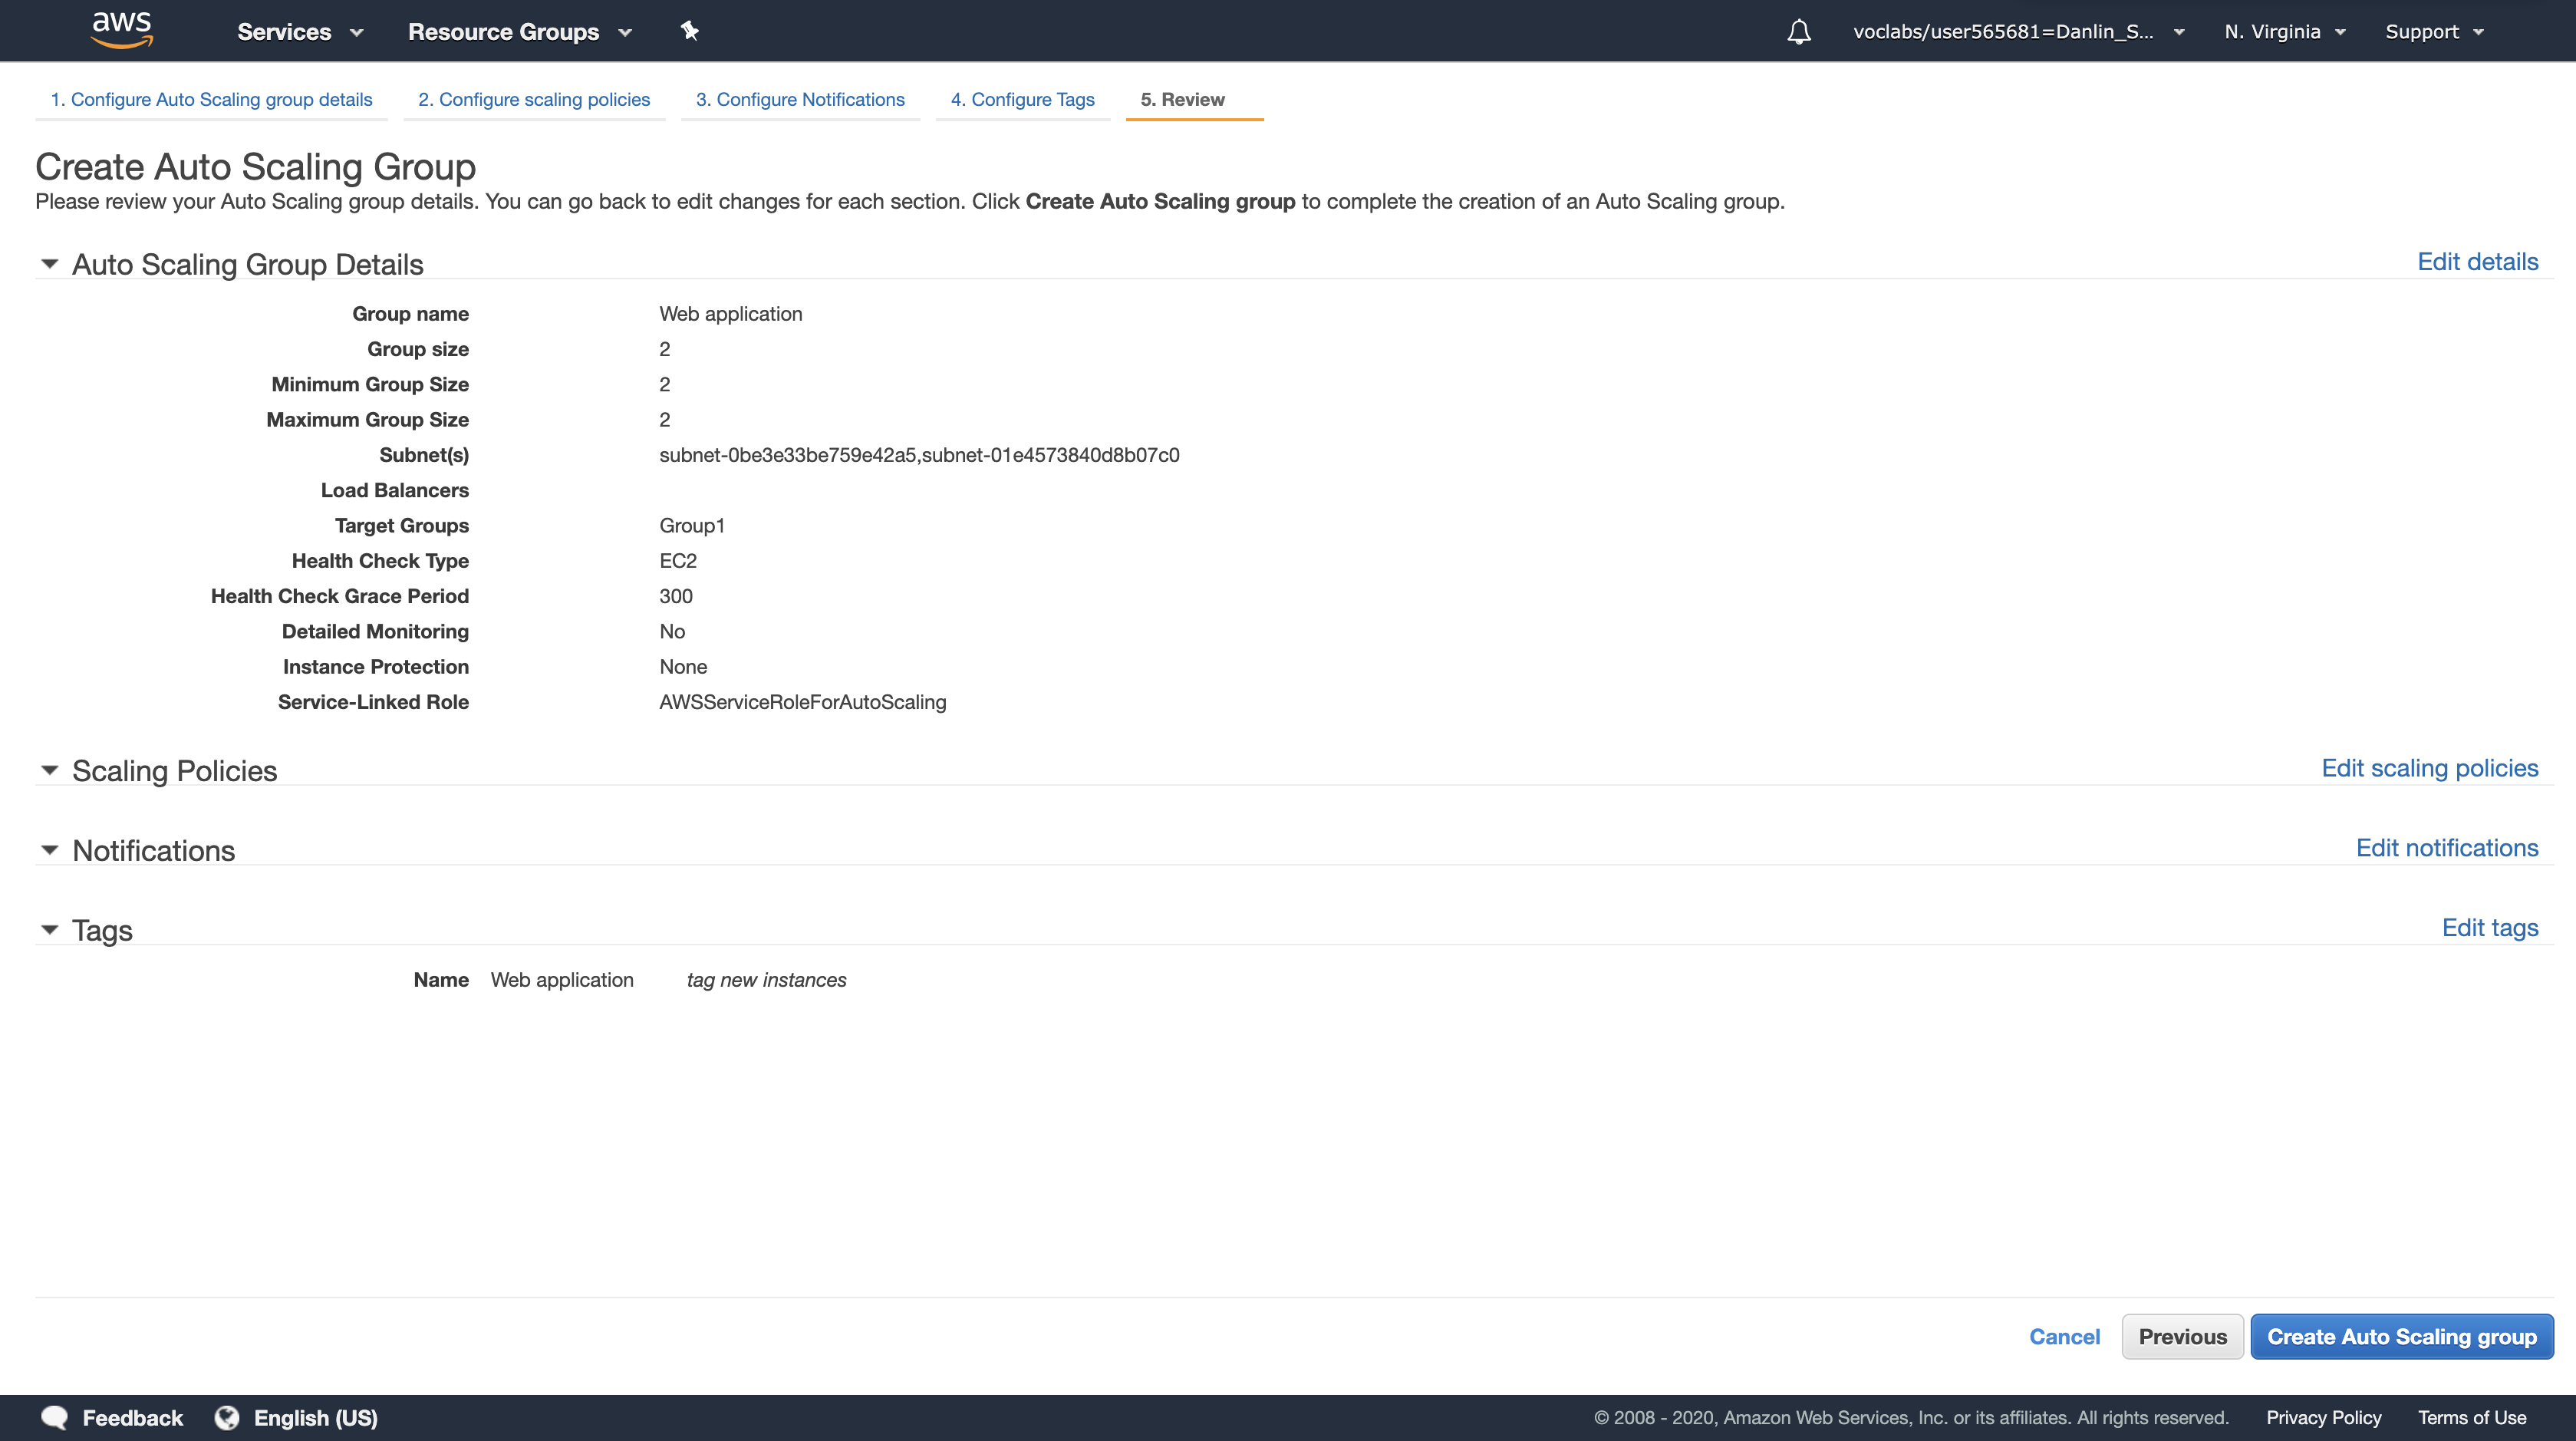 aws Services Resource Groups voclabs/user565681=Danlin_S... N. Virginia Support
1. Configure Auto Scaling group details 2. Configure scaling policies 3. Configure Notifications 4. Configure Tags 5. Review
Create Auto Scaling Group
Please review your Auto Scaling group details. You can go back to edit changes for each section. Click Create Auto Scaling group to complete the creation of an Auto Scaling group.
Auto Scaling Group Details Edit details
Group name Web application
Group size 2
Minimum Group Size 2
Maximum Group Size 2
Subnet(s) subnet-0be3e33be759e42a5,subnet-01e4573840d8b07c0
Load Balancers
Target Groups Group1
Health Check Type EC2
Health Check Grace Period 300
Detailed Monitoring No
Instance Protection None
Service-Linked Role AWSServiceRoleForAutoScaling
Scaling Policies Edit scaling policies
Notifications Edit notifications
Tags Edit tags
Name Web application tag new instances
Cancel Previous Create Auto Scaling group
Feedback English (US) © 2008 - 2020, Amazon Web Services, Inc. or its affiliates. All rights reserved. Privacy Policy Terms of Use